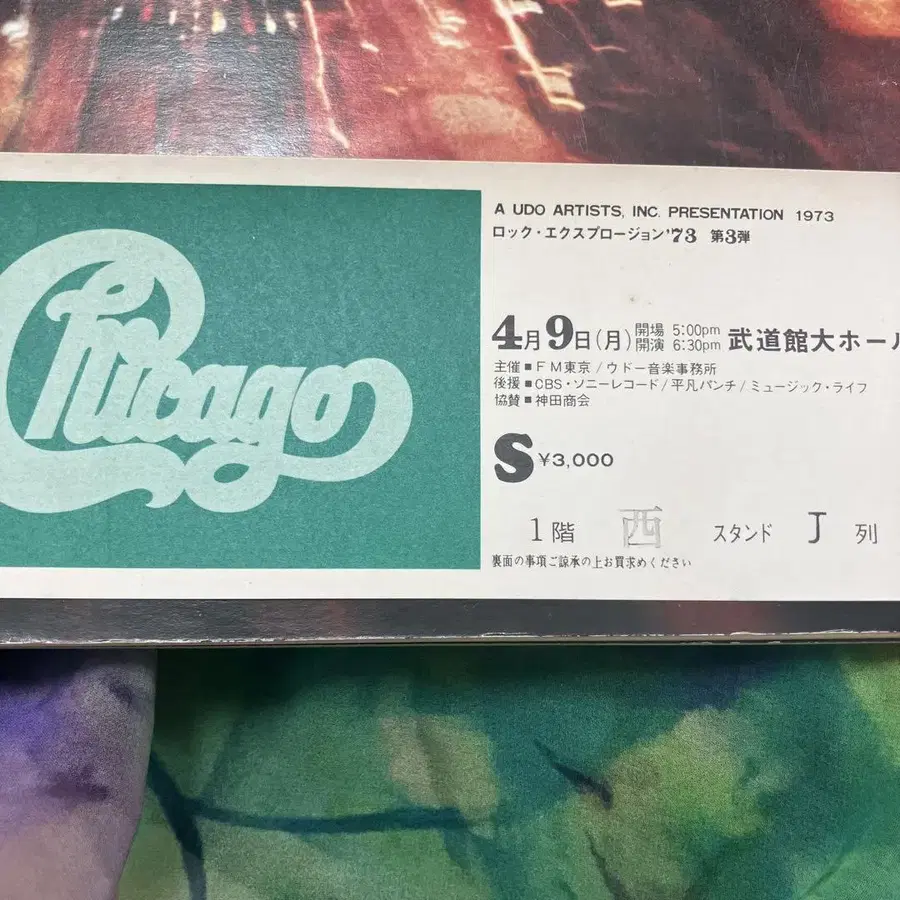 Chicago
A UDO ARTISTS, INC. PRESENTATION 1973
ロック・エクスプロージョン'73 第3弾
4月9日(月) 開場 5:00pm 開演 6:30pm 武道館大ホール
主催■FM東京/ウドー音楽事務所
後援■CBS・ソニーレコード/平凡パンチ/ミュージック・ライフ
協賛■神田商会
S ¥3,000
1階 西 スタンド J 列
裏面の事項ご諒承の上お買求めください